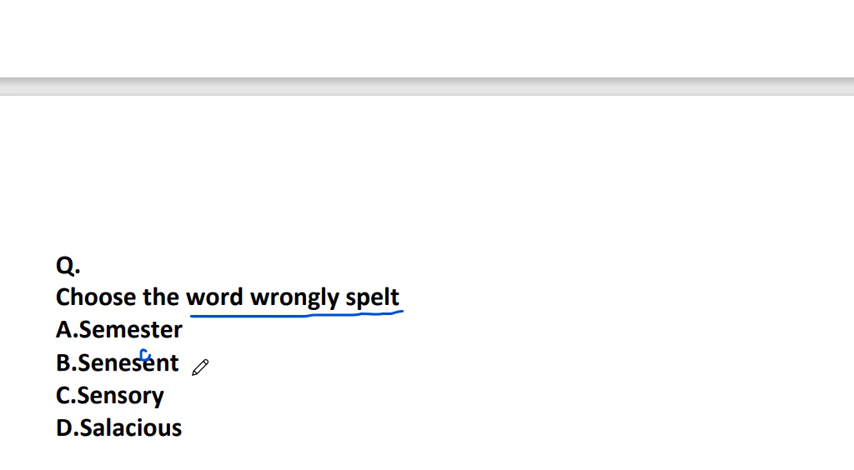 Q.
Choose the word wrongly spelt
A.Semester
c
B.Senesent
C.Sensory
D.Salacious